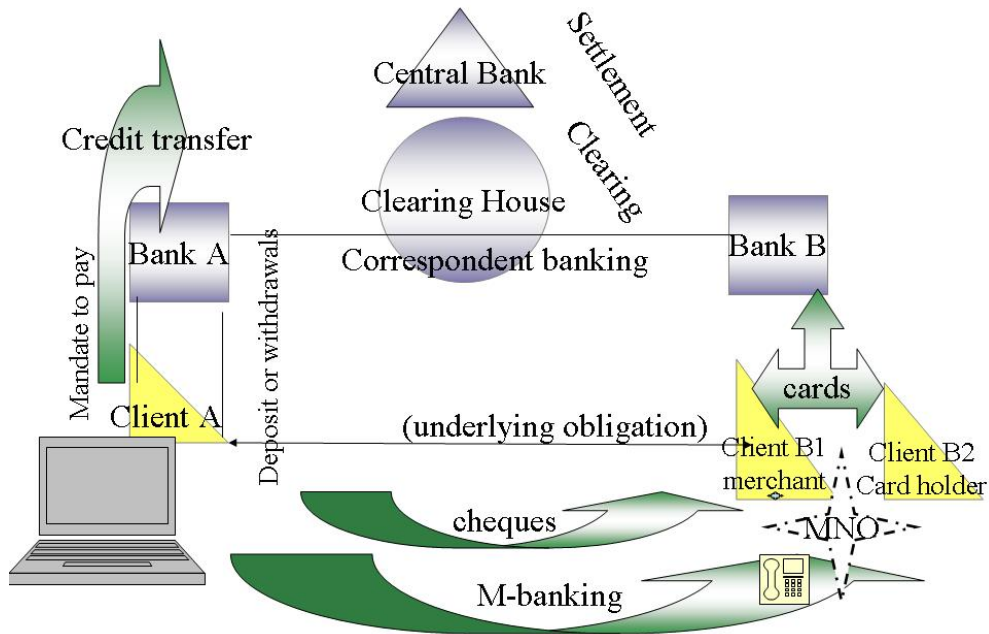 Settlement
Central Bank
Credit transfer
Clearing
Clearing House
Bank A
Bank B
Correspondent banking
Mandate to pay
Deposit or withdrawals
cards
Client A
(underlying obligation)
Client B1
merchant
Client B2
Card holder
cheques
MNO
M-banking